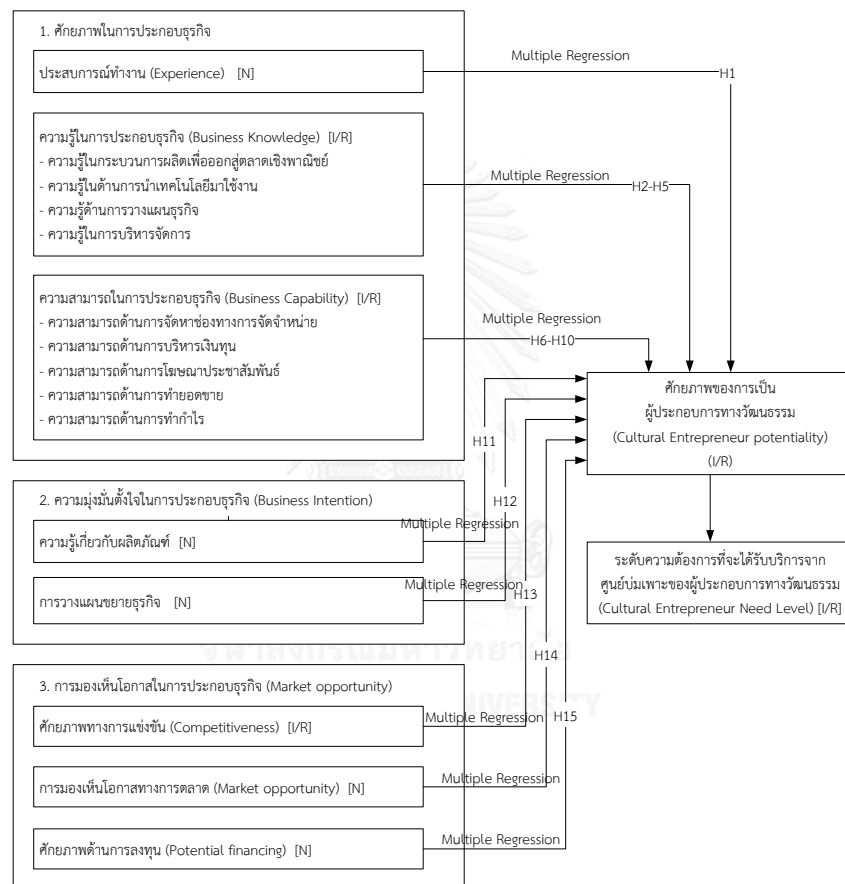 1. ศักยภาพในการประกอบธุรกิจ
ประสบการณ์ทำงาน (Experience) [N]
Multiple Regression
H1
ความรู้ในการประกอบธุรกิจ (Business Knowledge) [I/R]
- ความรู้ในกระบวนการผลิตเพื่อออกสู่ตลาดเชิงพาณิชย์
- ความรู้ในด้านการนำเทคโนโลยีมาใช้งาน
- ความรู้ด้านการวางแผนธุรกิจ
- ความรู้ในการบริหารจัดการ
Multiple Regression
H2-H5
ความสามารถในการประกอบธุรกิจ (Business Capability) [I/R]
- ความสามารถด้านการจัดหาช่องทางการจัดจำหน่าย
- ความสามารถด้านการบริหารเงินทุน
- ความสามารถด้านการโฆษณาประชาสัมพันธ์
- ความสามารถด้านการทำยอดขาย
- ความสามารถด้านการทำกำไร
Multiple Regression
H6-H10
ศักยภาพของการเป็น
ผู้ประกอบการทางวัฒนธรรม
(Cultural Entrepreneur potentiality)
(I/R)
H11
2. ความมุ่งมั่นตั้งใจในการประกอบธุรกิจ (Business Intention)
H12
Multiple Regression
ความรู้เกี่ยวกับผลิตภัณฑ์ [N]
Multiple Regression
H13
การวางแผนขยายธุรกิจ [N]
ระดับความต้องการที่จะได้รับบริการจาก
ศูนย์บ่มเพาะของผู้ประกอบการทางวัฒนธรรม
(Cultural Entrepreneur Need Level) [I/R]
จุฬาลงกรณ์มหาวิทยาลัย
H14
3. การมองเห็นโอกาสในการประกอบธุรกิจ (Market opportunity)
UNIVERSITY
ศักยภาพทางการแข่งขัน (Competitiveness) [I/R]
Multiple Regression
H15
การมองเห็นโอกาสทางการตลาด (Market opportunity) [N]
Multiple Regression
ศักยภาพด้านการลงทุน (Potential financing) [N]
Multiple Regression